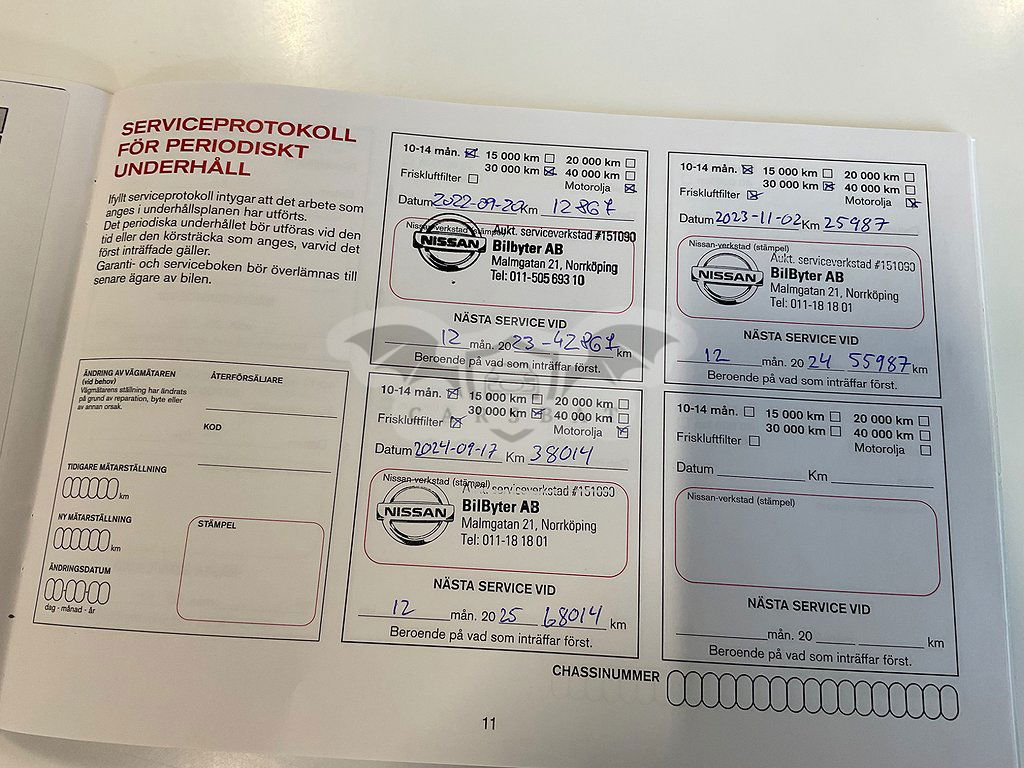 SERVICEPROTOKOLL
FÖR PERIODISKT
UNDERHÅLL
Ifyllt serviceprotokoll intygar att det arbete som
anges i underhållsplanen har utförts.
Det periodiska underhållet bör utföras vid den
tid eller den körsträcka som anges, varvid det
först inträffade gäller.
Garanti- och serviceboken bör överlämnas till
senare ägare av bilen.
ÄNDRING AV VÄGMÄTAREN
(vid behov)
Vägmätarens ställning har ändrats
på grund av reparation, byte eller
av annan orsak.
TIDIGARE MÄTARSTÄLLNING
km
NY MÄTARSTÄLLNING
km
ÄNDRINGSDATUM
dag - månad - år
ÅTERFÖRSÄLJARE
KOD
STÄMPEL
10-14 mån. 15 000 km 20 000 km
30 000 km 40 000 km
Friskluftfilter Motorolja
Datum 2022-09-20 Km 12867
Nissan-verkstad (stämpel)
Aukt. serviceverkstad #151090
NISSAN Bilbyter AB
Malmgatan 21, Norrköping
Tel: 011-505 693 10
NÄSTA SERVICE VID
12 mån. 2023 - 42867 km
Beroende på vad som inträffar först.
10-14 mån. 15 000 km 20 000 km
30 000 km 40 000 km
Friskluftfilter Motorolja
Datum 2023-11-02 Km 25987
Nissan-verkstad (stämpel)
Aukt. serviceverkstad #151090
NISSAN BilByter AB
Malmgatan 21, Norrköping
Tel: 011-18 18 01
NÄSTA SERVICE VID
12 mån. 2024 55987 km
Beroende på vad som inträffar först.
10-14 mån. 15 000 km 20 000 km
30 000 km 40 000 km
Friskluftfilter Motorolja
Datum 2024-09-17 Km 38014
Nissan-verkstad (stämpel)
Aukt. serviceverkstad #151090
NISSAN BilByter AB
Malmgatan 21, Norrköping
Tel: 011-18 18 01
NÄSTA SERVICE VID
12 mån. 2025 68014 km
Beroende på vad som inträffar först.
10-14 mån. 15 000 km 20 000 km
30 000 km 40 000 km
Friskluftfilter Motorolja
Datum Km
Nissan-verkstad (stämpel)
NÄSTA SERVICE VID
mån. 20 km
Beroende på vad som inträffar först.
CHASSINUMMER
11